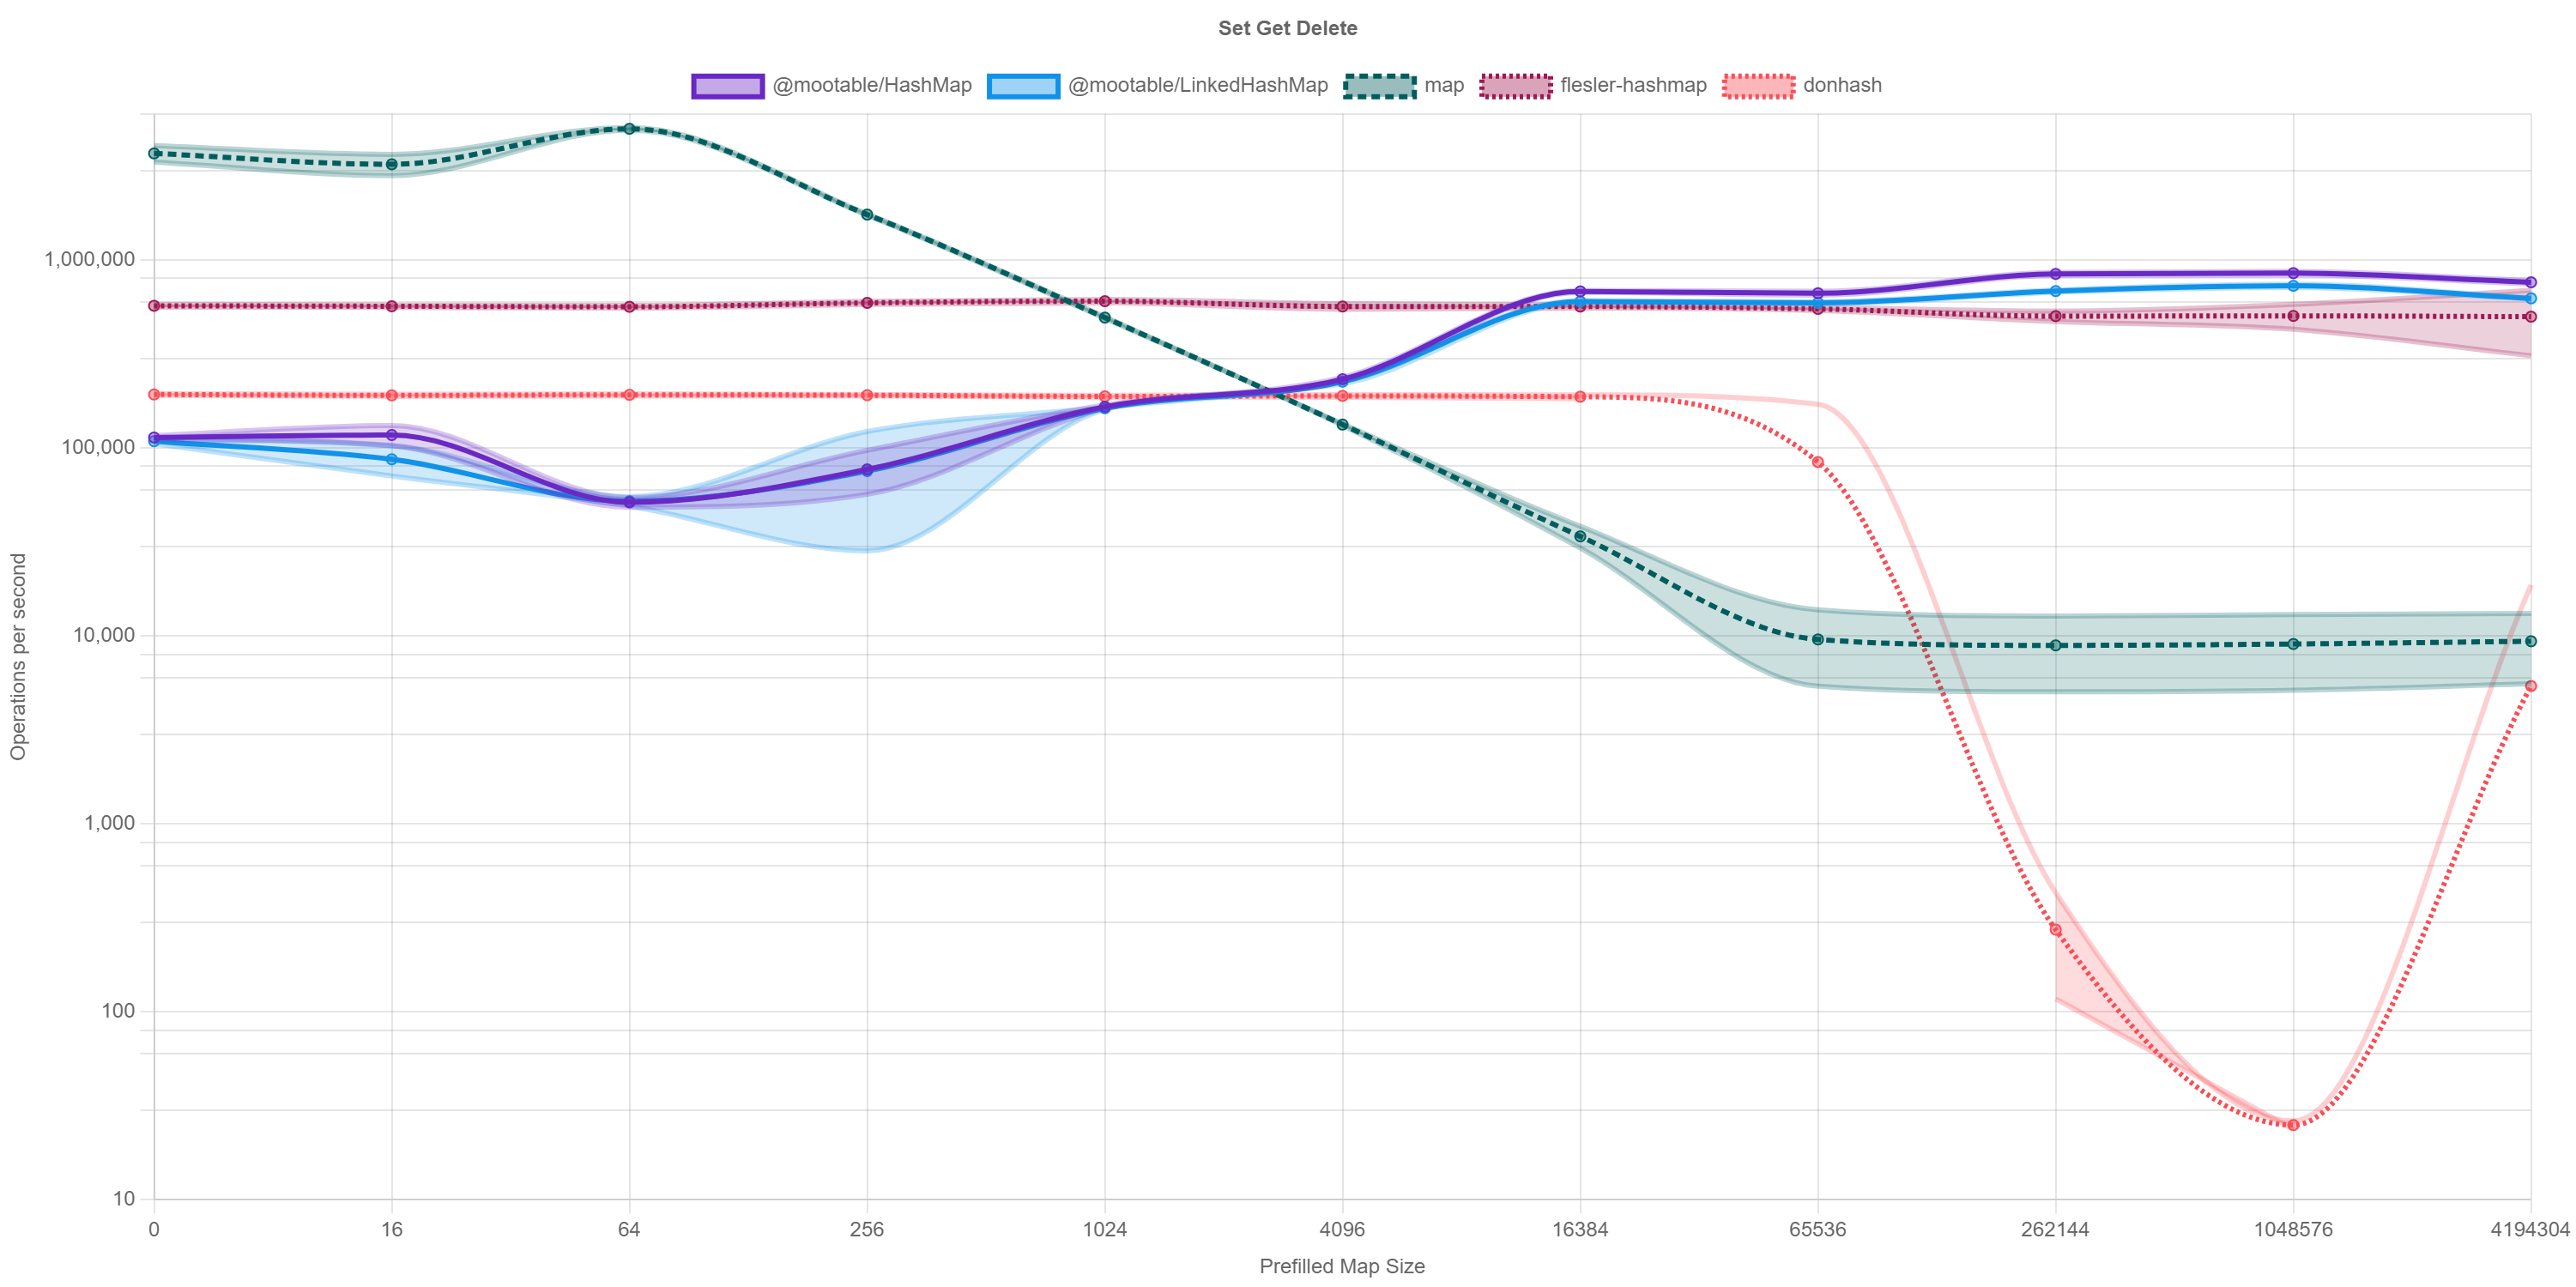 Set Get Delete
@mootable/HashMap @mootable/LinkedHashMap map flesler-hashmap donhash
Operations per second
1,000,000
100,000
10,000
1,000
100
10
0 16 64 256 1024 4096 16384 65536 262144 1048576 4194304
Prefilled Map Size